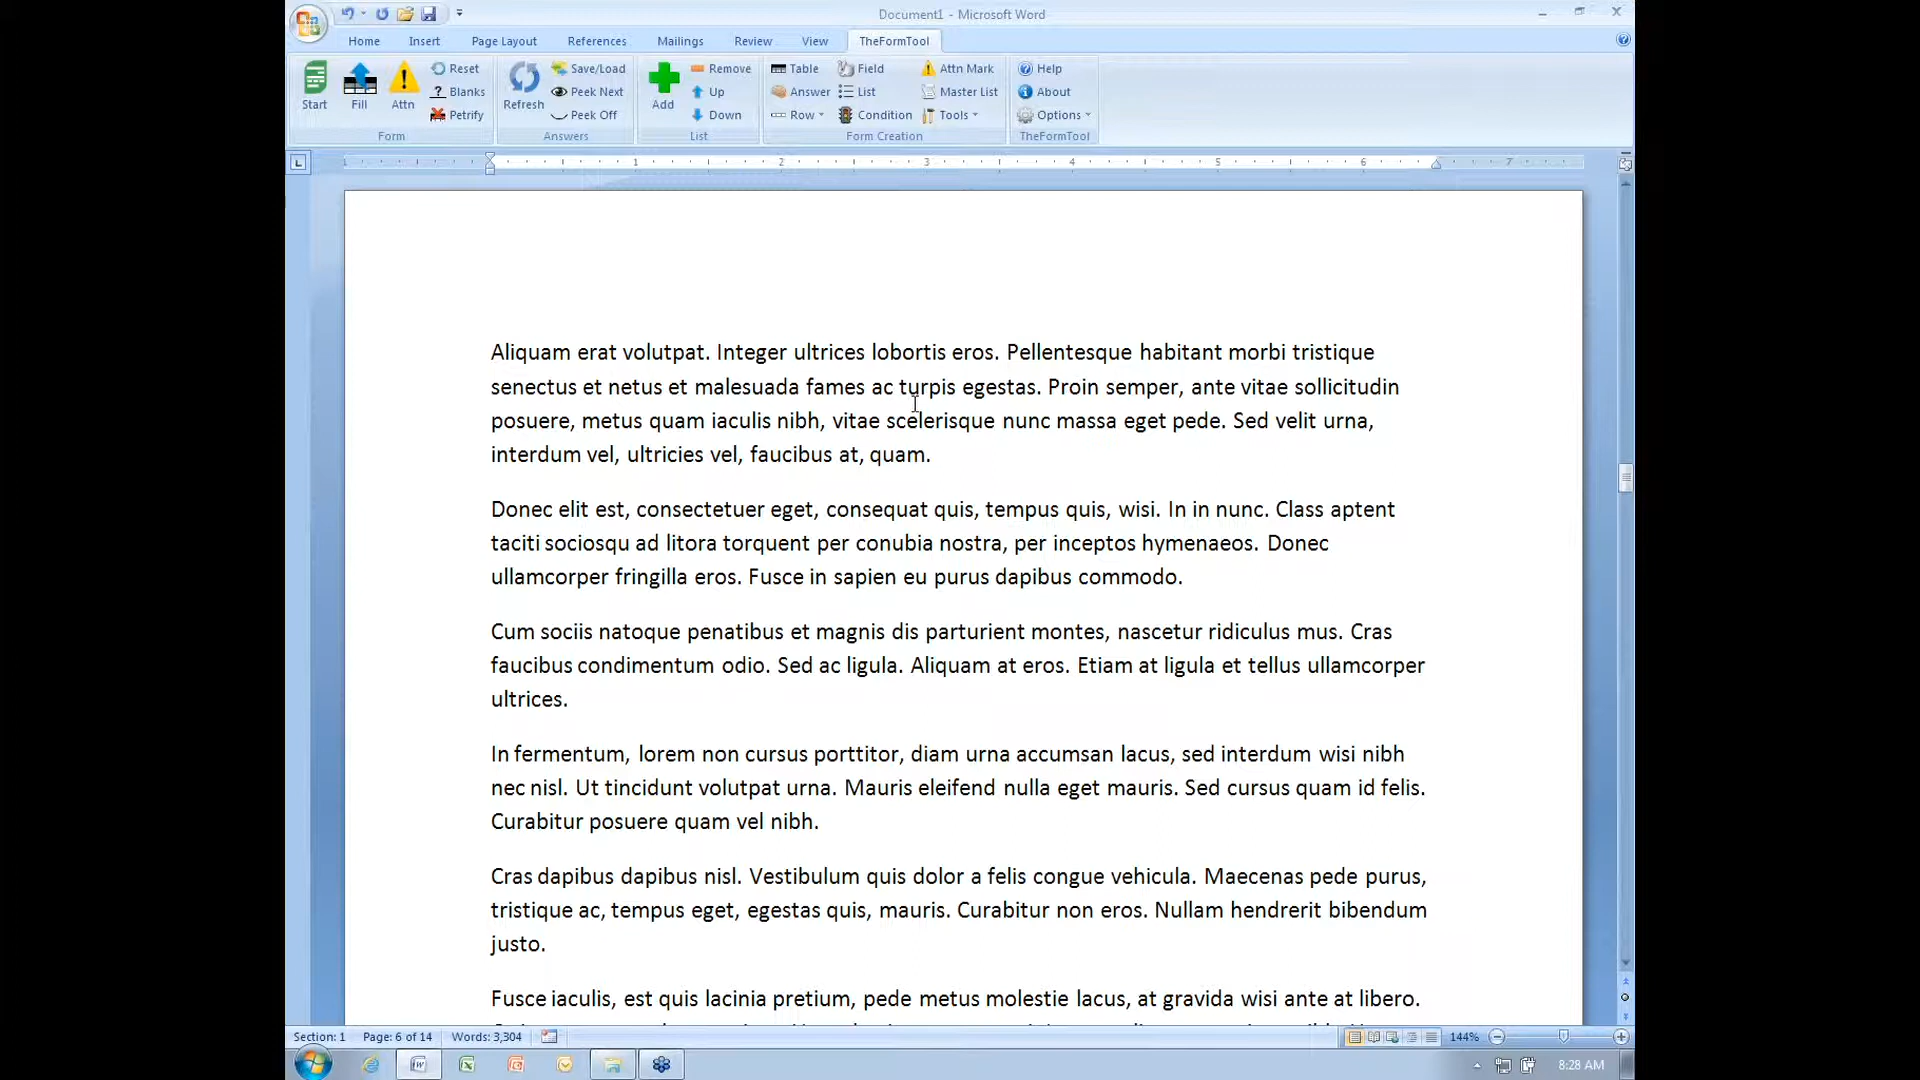 Document1 - Microsoft Word
Home Insert Page Layout References Mailings Review View TheFormTool
Start Fill Attn Reset Blanks Petrify Refresh Save/Load Peek Next Peek Off Add Remove Up Down Table Answer Row Field List Condition Attn Mark Master List Tools Help About Options
Form Answers List Form Creation TheFormTool
1 1 2 3 4 5 6 7
Aliquam erat volutpat. Integer ultrices lobortis eros. Pellentesque habitant morbi tristique
senectus et netus et malesuada fames ac turpis egestas. Proin semper, ante vitae sollicitudin
posuere, metus quam iaculis nibh, vitae scelerisque nunc massa eget pede. Sed velit urna,
interdum vel, ultricies vel, faucibus at, quam.
Donec elit est, consectetuer eget, consequat quis, tempus quis, wisi. In in nunc. Class aptent
taciti sociosqu ad litora torquent per conubia nostra, per inceptos hymenaeos. Donec
ullamcorper fringilla eros. Fusce in sapien eu purus dapibus commodo.
Cum sociis natoque penatibus et magnis dis parturient montes, nascetur ridiculus mus. Cras
faucibus condimentum odio. Sed ac ligula. Aliquam at eros. Etiam at ligula et tellus ullamcorper
ultrices.
In fermentum, lorem non cursus porttitor, diam urna accumsan lacus, sed interdum wisi nibh
nec nisl. Ut tincidunt volutpat urna. Mauris eleifend nulla eget mauris. Sed cursus quam id felis.
Curabitur posuere quam vel nibh.
Cras dapibus dapibus nisl. Vestibulum quis dolor a felis congue vehicula. Maecenas pede purus,
tristique ac, tempus eget, egestas quis, mauris. Curabitur non eros. Nullam hendrerit bibendum
justo.
Fusce iaculis, est quis lacinia pretium, pede metus molestie lacus, at gravida wisi ante at libero.
Section: 1 Page: 6 of 14 Words: 3,304 144%
8:28 AM